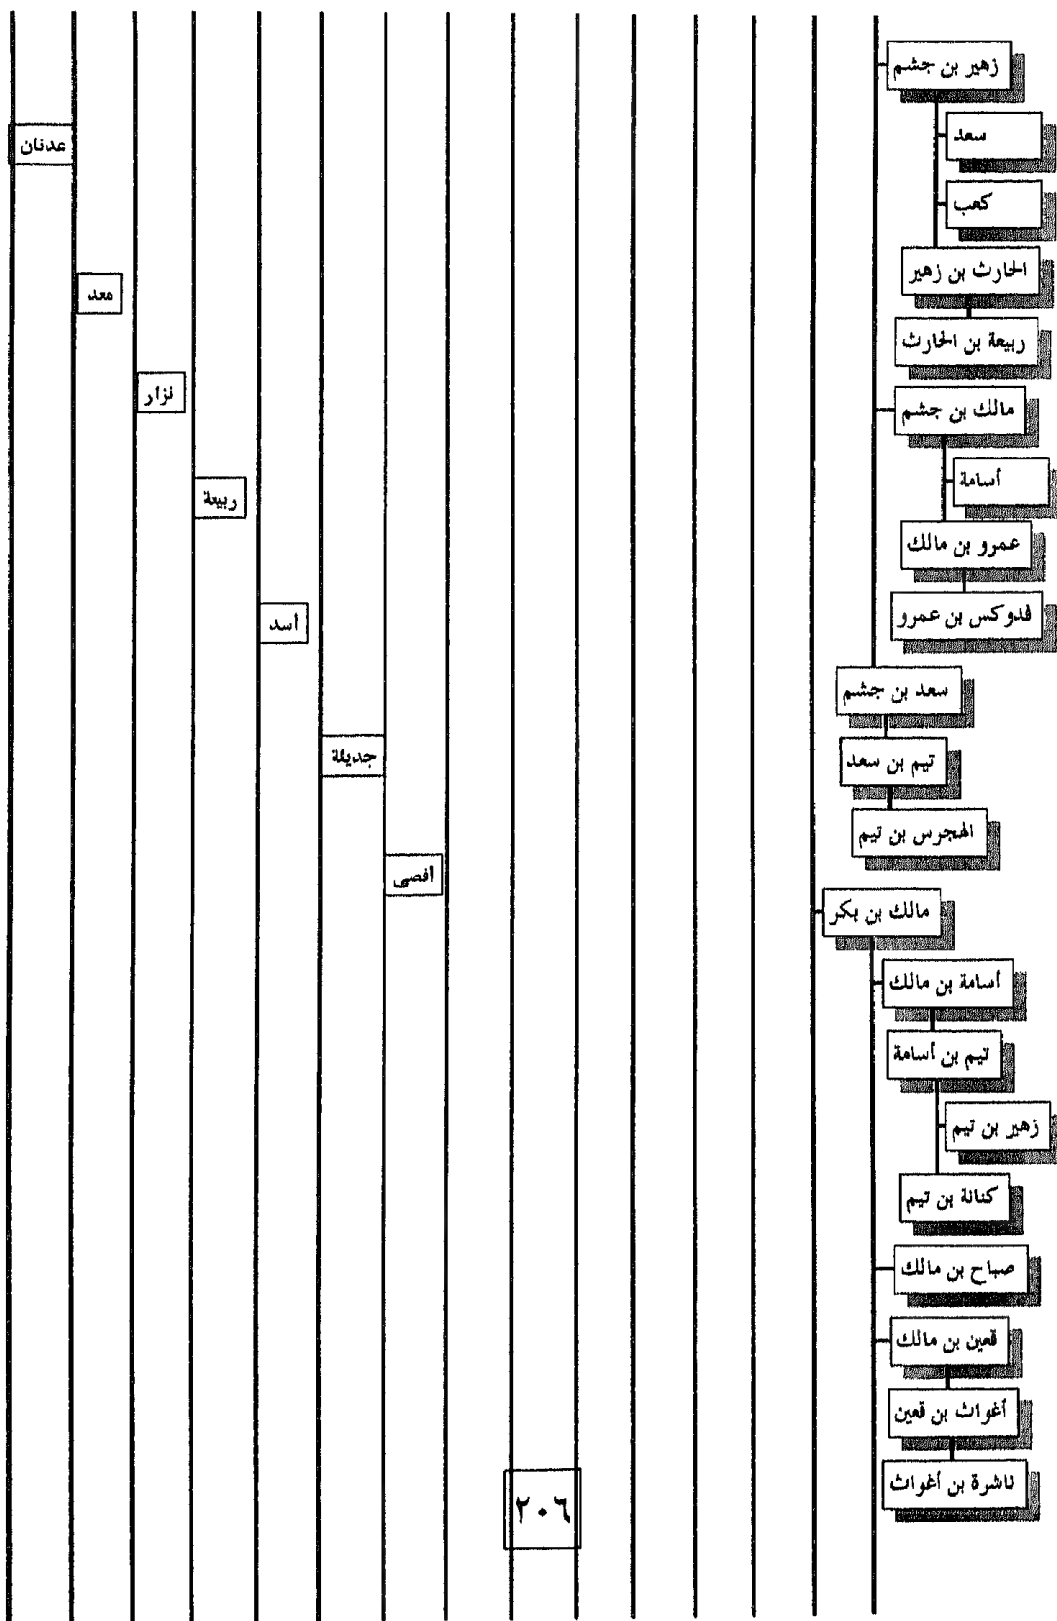 زهير بن جشم
سعد
كعب
الحارث بن زهير
ربيعة بن الحارث
مالك بن جشم
أسامة
عمرو بن مالك
فدوكس بن عمرو
سعد بن جشم
تيم بن سعد
الهجرس بن تيم
مالك بن بكر
أسامة بن مالك
تيم بن أسامة
زهير بن تيم
كنانة بن تيم
صباح بن مالك
قعين بن مالك
أغواث بن قعين
ناشرة بن أغواث
عدنان
معد
نزار
ربيعة
أسد
جديلة
أفصى
٢٠٦